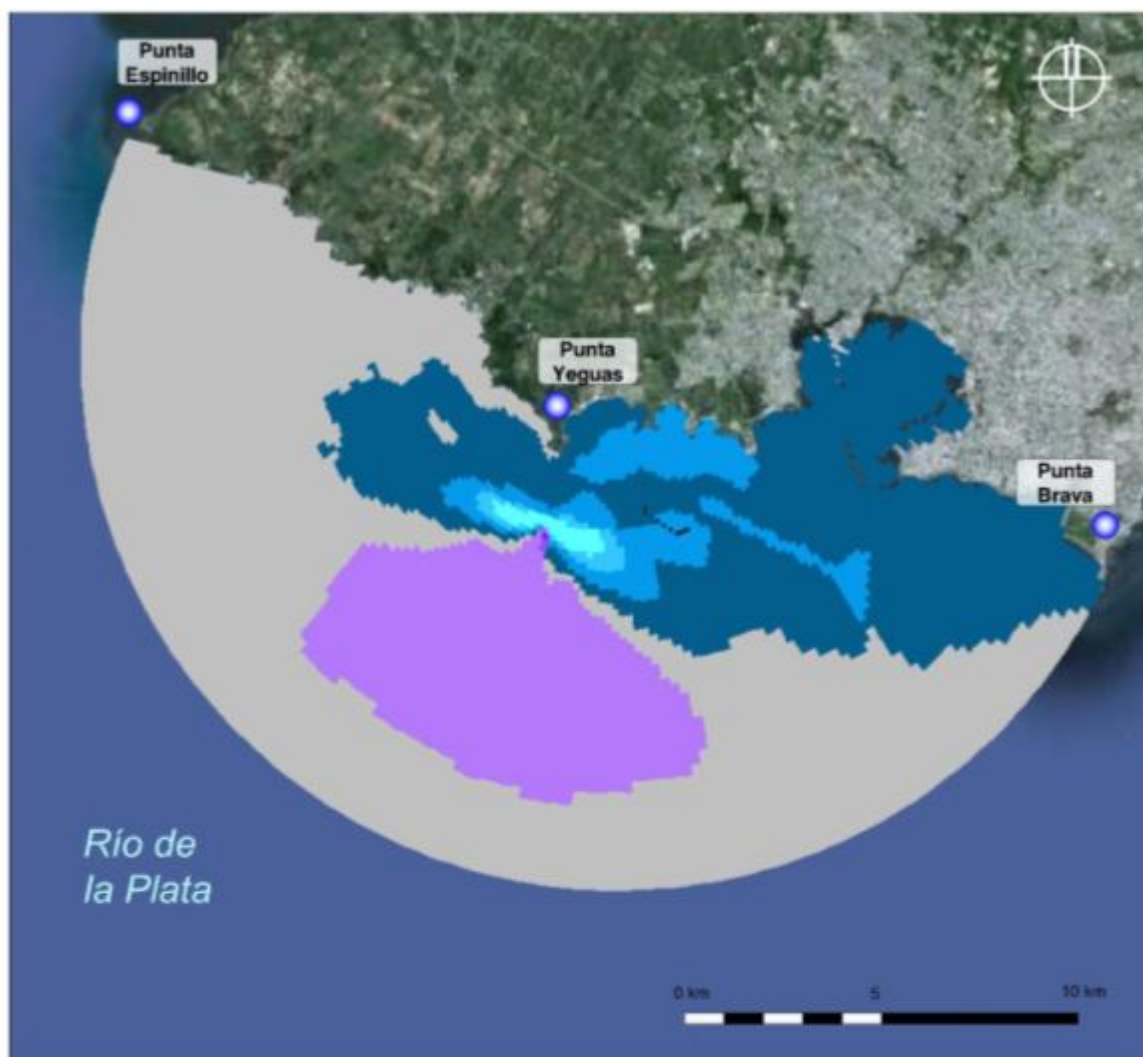 Punta
Espinillo
Punta
Yeguas
Punta
Brava
Río de
la Plata
0 km 5 10 km